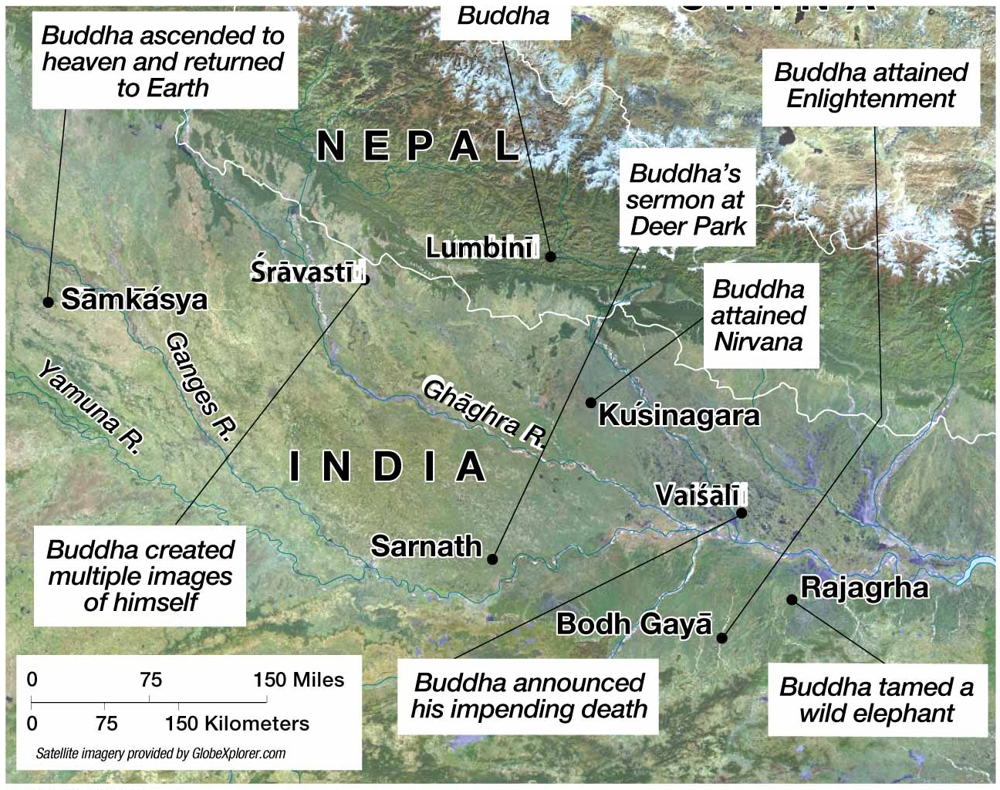 Buddha ascended to
heaven and returned
to Earth
Buddha
Buddha attained
Enlightenment
NEPAL
Buddha's
sermon at
Deer Park
Lumbinī
Śrāvastī
Buddha
attained
Nirvana
Sāmkásya
Ganges R.
Yamuna R.
Ghāghra R.
Kuśinagara
INDIA
Vaiśālī
Sarnath
Buddha created
multiple images
of himself
Rajagrha
Bodh Gayā
Buddha announced
his impending death
Buddha tamed a
wild elephant
0 75 150 Miles
0 75 150 Kilometers
Satellite imagery provided by GlobeXplorer.com